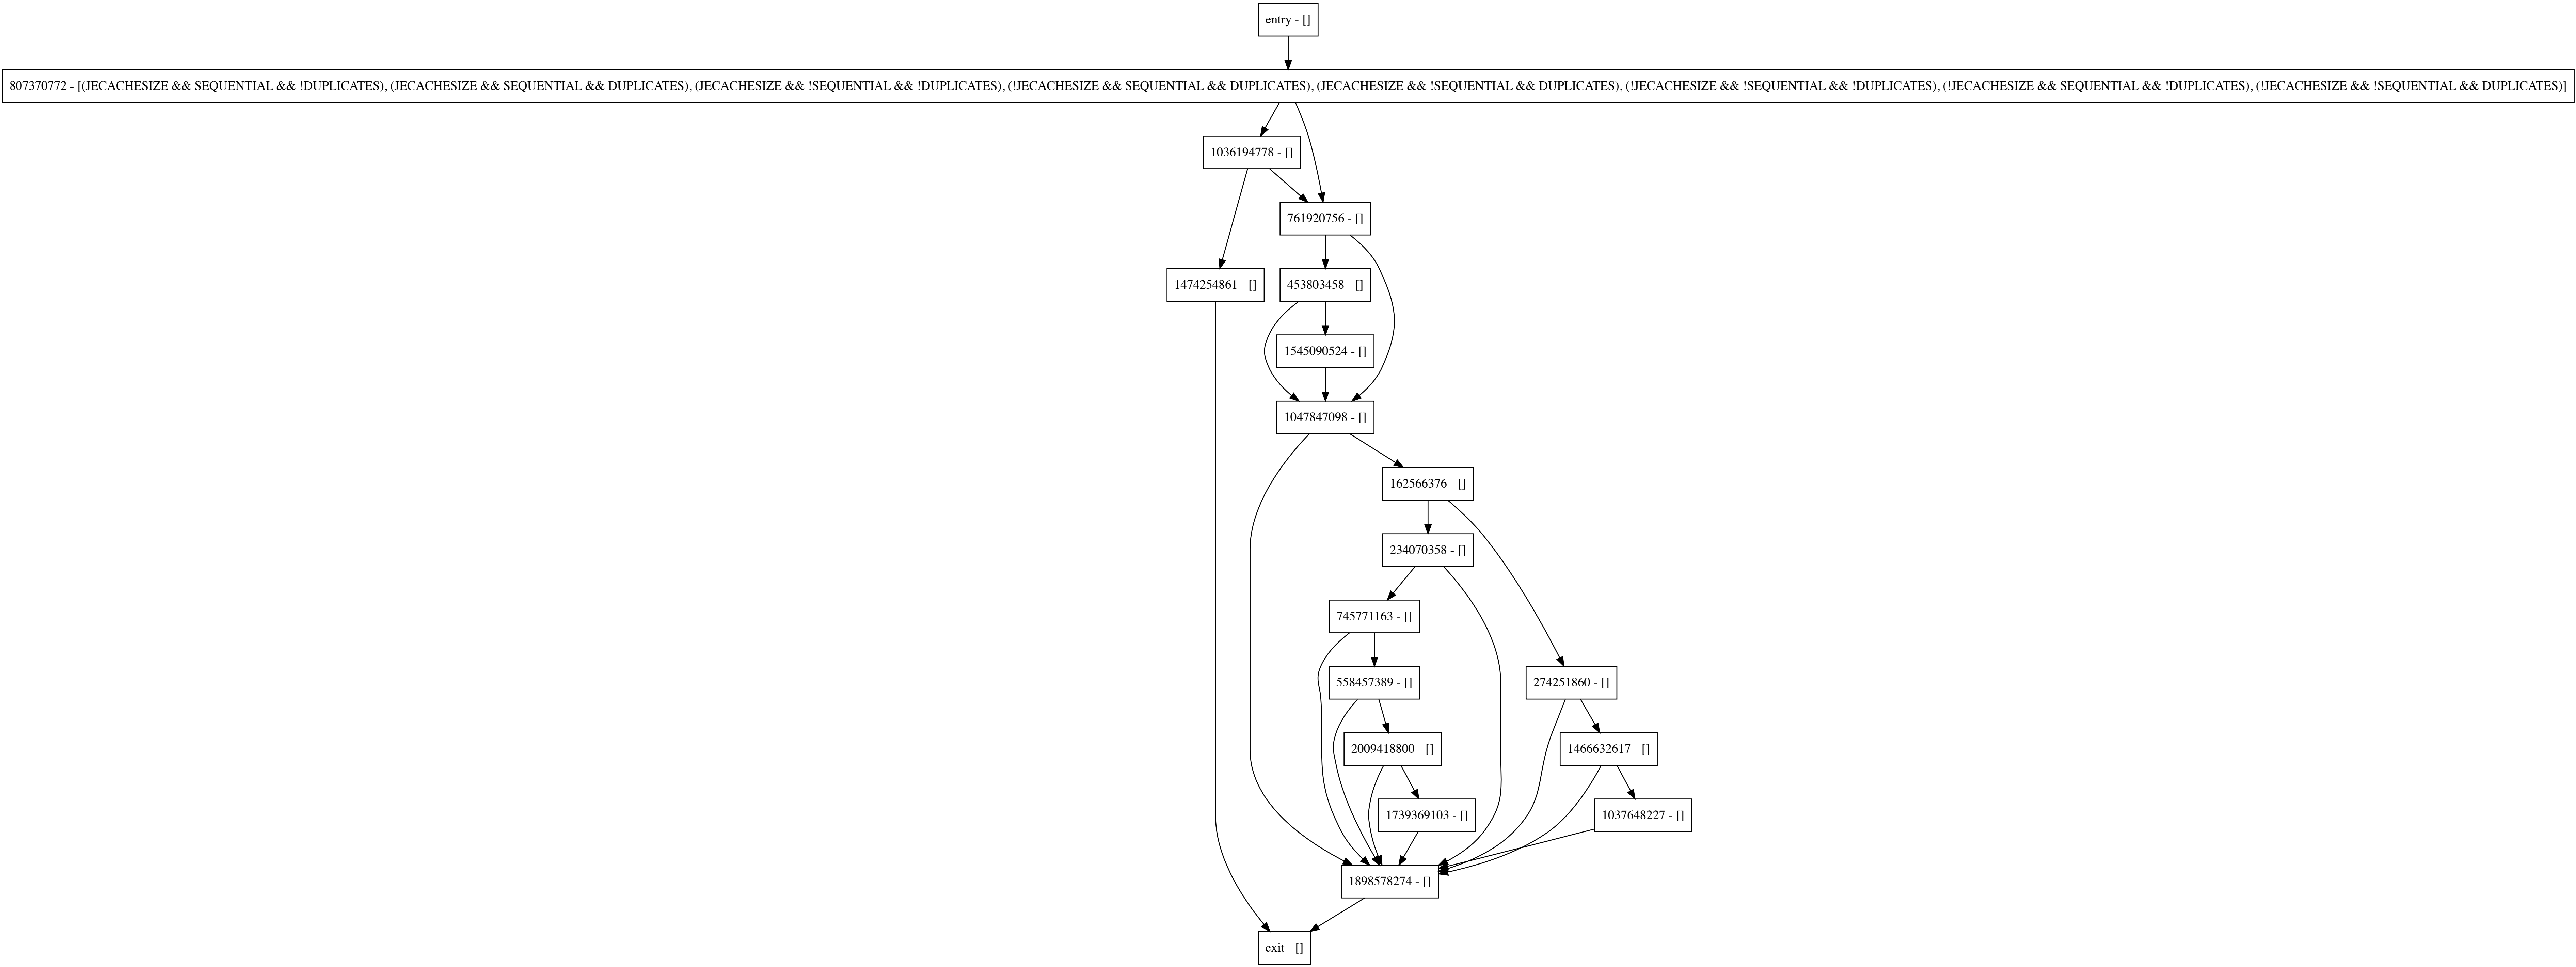 entry - []
807370772 - [(JECACHESIZE && SEQUENTIAL && !DUPLICATES), (JECACHESIZE && SEQUENTIAL && DUPLICATES), (JECACHESIZE && !SEQUENTIAL && !DUPLICATES), (!JECACHESIZE && SEQUENTIAL && DUPLICATES), (JECACHESIZE && !SEQUENTIAL && DUPLICATES), (!JECACHESIZE && !SEQUENTIAL && !DUPLICATES), (!JECACHESIZE && SEQUENTIAL && !DUPLICATES), (!JECACHESIZE && !SEQUENTIAL && DUPLICATES)]
1036194778 - []
761920756 - []
1474254861 - []
453803458 - []
1545090524 - []
1047847098 - []
162566376 - []
234070358 - []
745771163 - []
558457389 - []
274251860 - []
2009418800 - []
1466632617 - []
1739369103 - []
1037648227 - []
1898578274 - []
exit - []